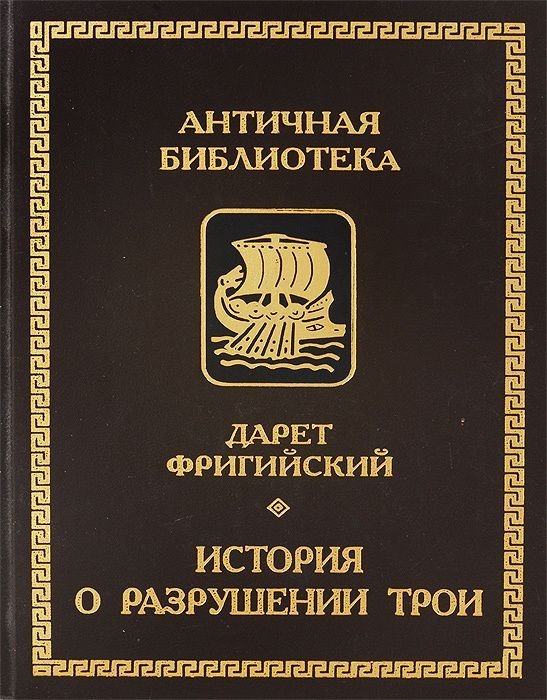 АНТИЧНАЯ
БИБЛИОТЕКА
ДАРЕТ
ФРИГИЙСКИЙ
ИСТОРИЯ
О РАЗРУШЕНИИ ТРОИ